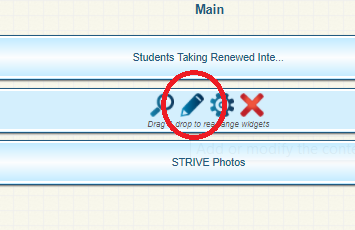 Main
Students Taking Renewed Inte...
Drag & drop to rearrange widgets
Add or modify the cont
STRIVE Photos